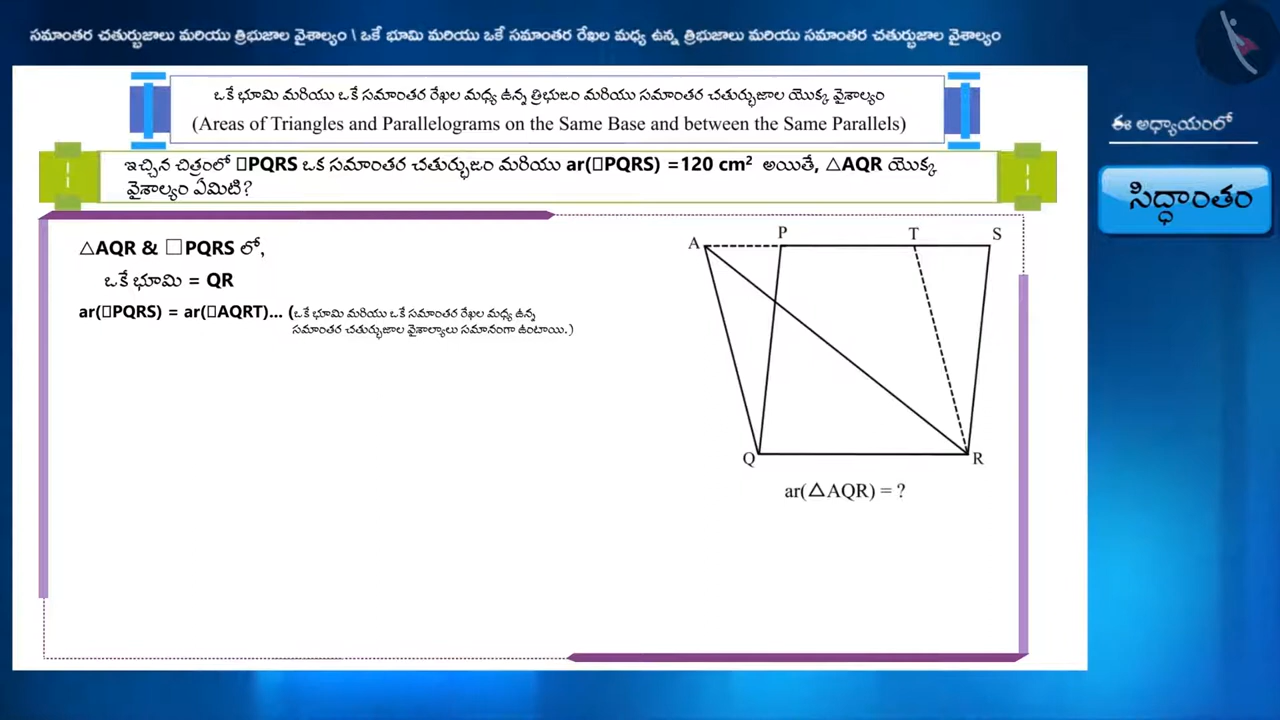 సమాంతర చతుర్భుజాలు మరియు త్రిభుజాల వైశాల్యం \ ఒకే భూమి మరియు ఒకే సమాంతర రేఖల మధ్య ఉన్న త్రిభుజాలు మరియు సమాంతర చతుర్భుజాల వైశాల్యం
ఒకే భూమి మరియు ఒకే సమాంతర రేఖల మధ్య ఉన్న త్రిభుజం మరియు సమాంతర చతుర్భుజాల యొక్క వైశాల్యం
(Areas of Triangles and Parallelograms on the Same Base and between the Same Parallels)
ఈ అధ్యాయంలో
సిద్ధాంతం
ఇచ్చిన చిత్రంలో ▯PQRS ఒక సమాంతర చతుర్భుజం మరియు ar(▯PQRS) =120 cm² అయితే, △AQR యొక్క
వైశాల్యం ఏమిటి?
△AQR & □PQRS లో,
ఒకే భూమి = QR
ar(▯PQRS) = ar(▯AQRT)... (ఒకే భూమి మరియు ఒకే సమాంతర రేఖల మధ్య ఉన్న
సమాంతర చతుర్భుజాల వైశాల్యాలు సమానంగా ఉంటాయి.)
A P T S
Q R
ar(△AQR) = ?